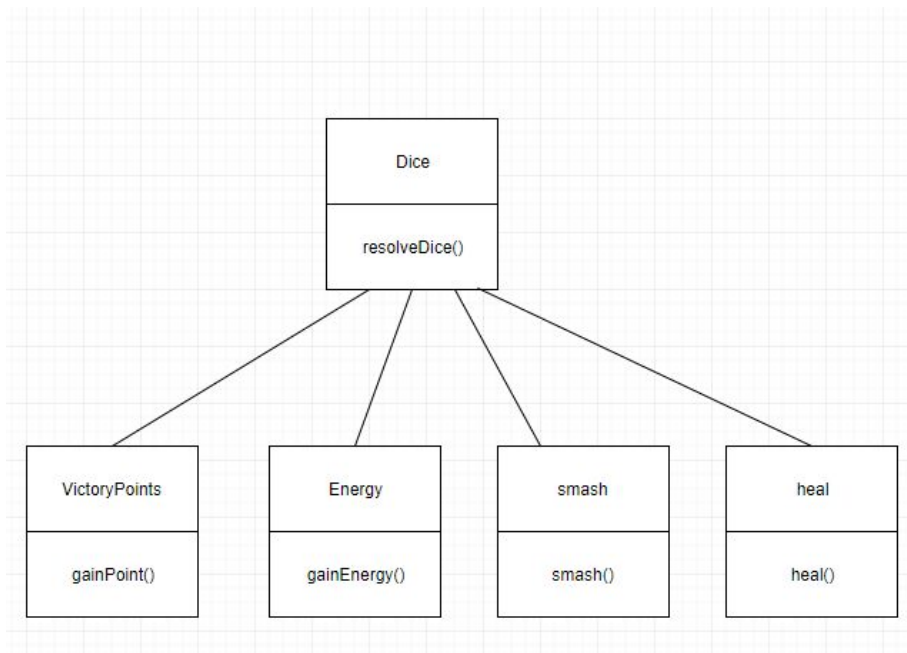 Dice
resolveDice()
VictoryPoints
gainPoint()
Energy
gainEnergy()
smash
smash()
heal
heal()